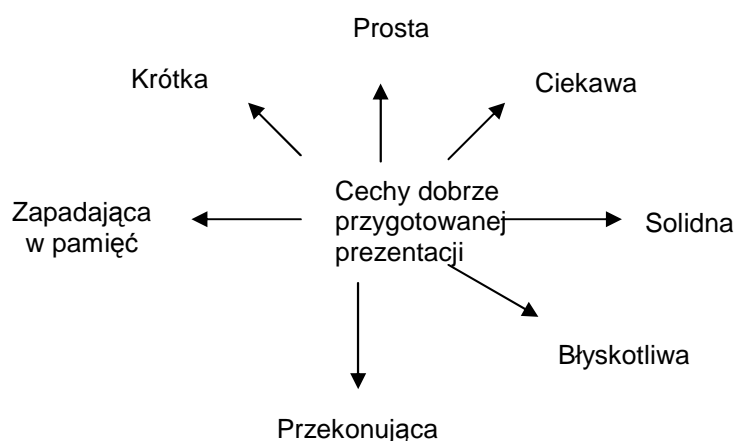 Prosta
Krótka
Ciekawa
Cechy dobrze
przygotowanej
prezentacji
Zapadająca
w pamięć
Solidna
Błyskotliwa
Przekonująca